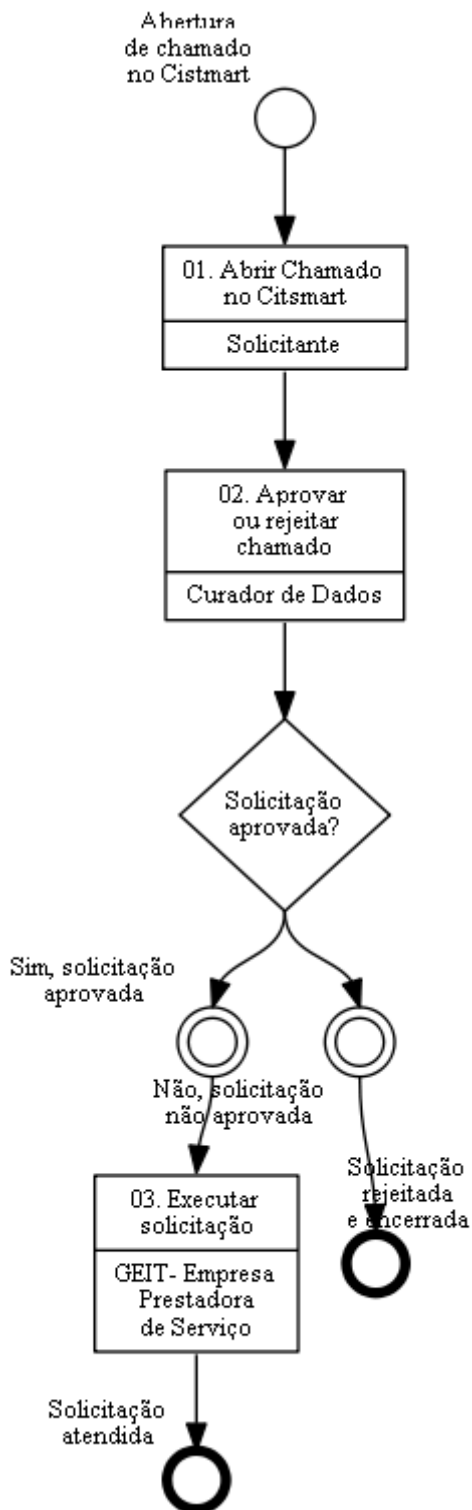 Abertura
de chamado
no Cistmart
01. Abrir Chamado
no Citsmart
Solicitante
02. Aprovar
ou rejeitar
chamado
Curador de Dados
Solicitação
aprovada?
Sim, solicitação
aprovada
Não, solicitação
não aprovada
Solicitação
rejeitada
e encerrada
03. Executar
solicitação
GEIT- Empresa
Prestadora
de Serviço
Solicitação
atendida